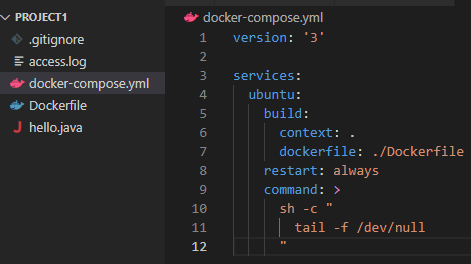 PROJECT1
.gitignore
access.log
docker-compose.yml
Dockerfile
J hello.java
docker-compose.yml
1 version: '3'
2
3 services:
4   ubuntu:
5     build:
6       context: .
7       dockerfile: ./Dockerfile
8     restart: always
9     command: >
10       sh -c "
11         tail -f /dev/null
12       "